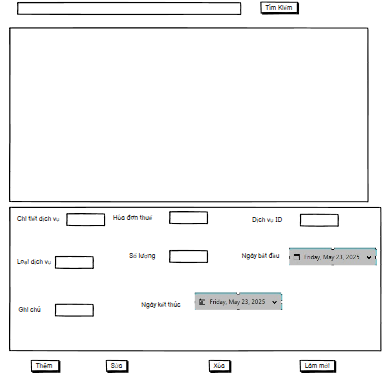 Tìm Kiếm
Chi tiết dịch vụ
Hóa đơn thuê
Dịch vụ ID
Loại dịch vụ
Số lượng
Ngày bắt đầu
Friday, May 23, 2025
Ghi chú
Ngày kết thúc
Friday, May 23, 2025
Thêm
Sửa
Xóa
Làm mới